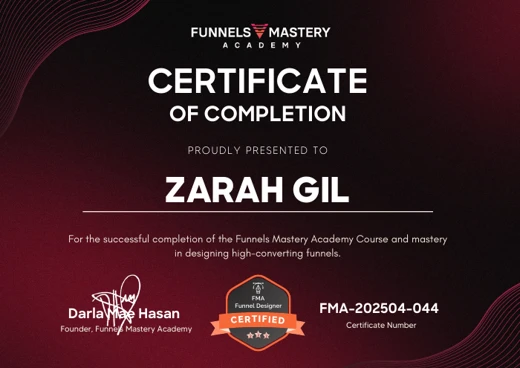 FUNNELS MASTERY
ACADEMY
CERTIFICATE
OF COMPLETION
PROUDLY PRESENTED TO
ZARAH GIL
For the successful completion of the Funnels Mastery Academy Course and mastery
in designing high-converting funnels.
Darla Mae Hasan
Founder, Funnels Mastery Academy
FMA
Funnel Designer
CERTIFIED
FMA-202504-044
Certificate Number